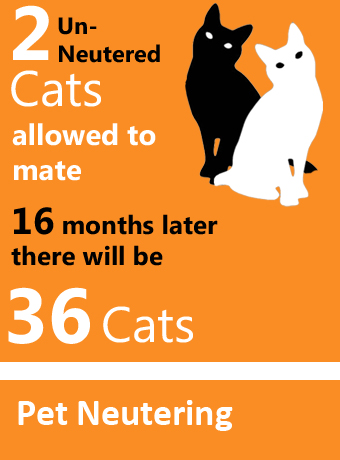 2 Un-
Neutered
Cats
allowed to
mate
16 months later
there will be
36 Cats
Pet Neutering